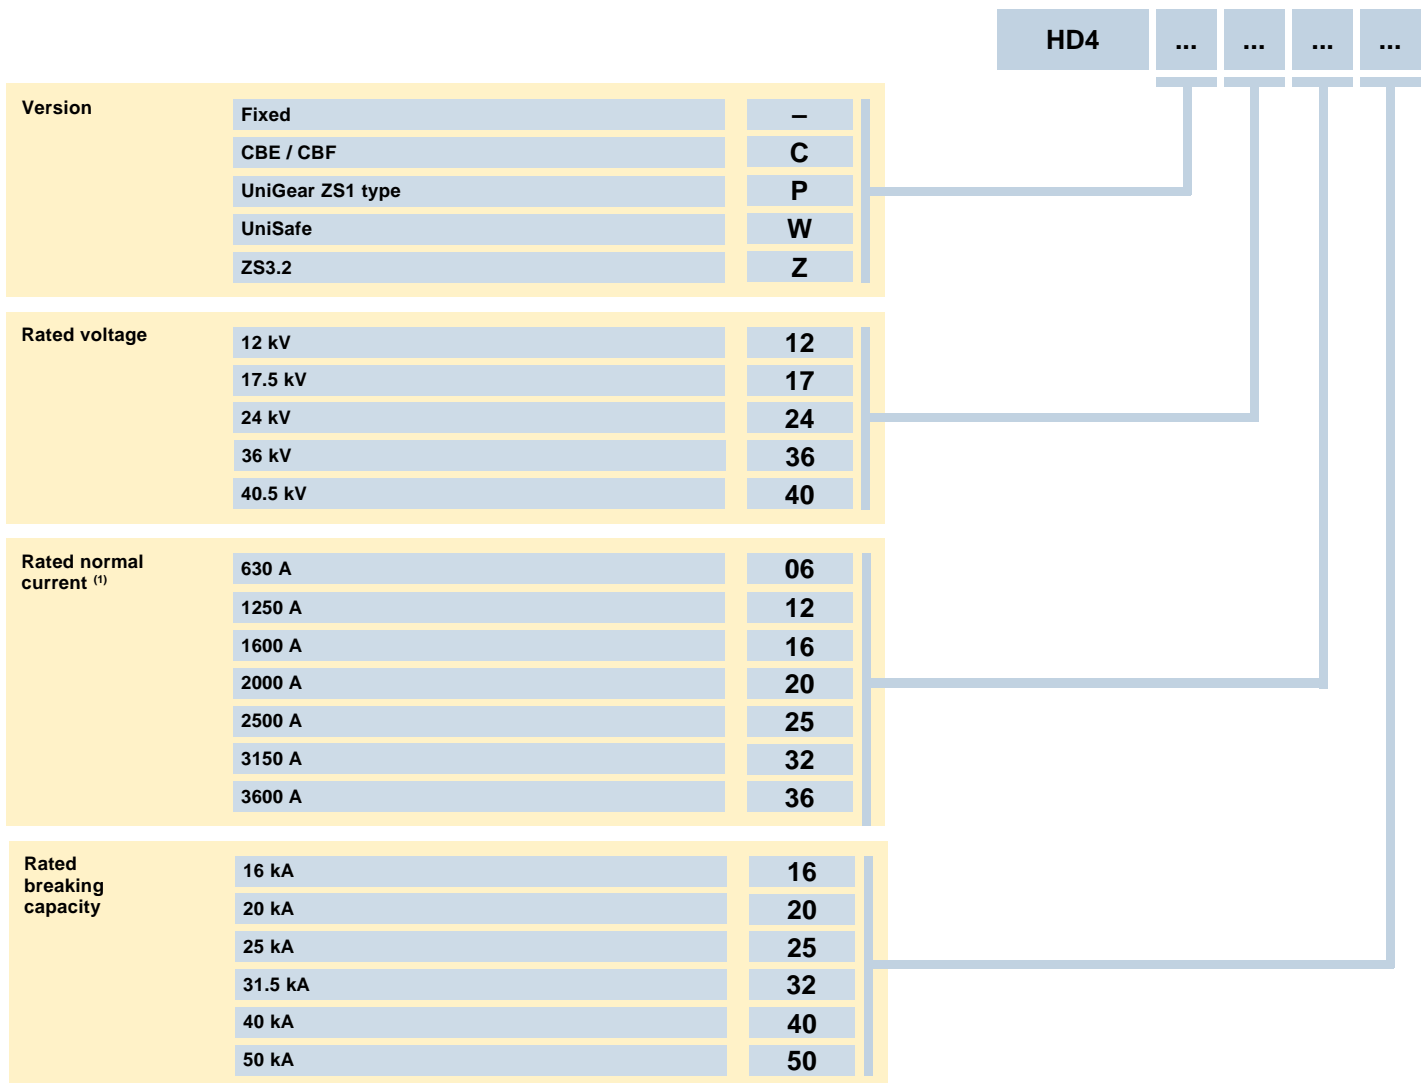 HD4 ... ... ... ...
Version
Fixed –
CBE / CBF C
UniGear ZS1 type P
UniSafe W
ZS3.2 Z
Rated voltage
12 kV 12
17.5 kV 17
24 kV 24
36 kV 36
40.5 kV 40
Rated normal
current (1)
630 A 06
1250 A 12
1600 A 16
2000 A 20
2500 A 25
3150 A 32
3600 A 36
Rated
breaking
capacity
16 kA 16
20 kA 20
25 kA 25
31.5 kA 32
40 kA 40
50 kA 50